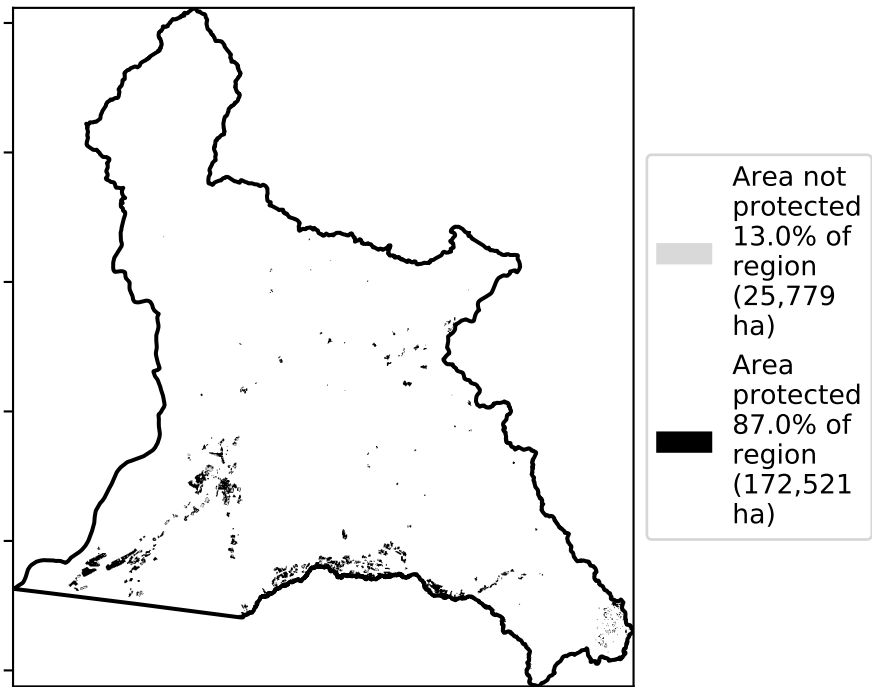 Area not
protected
13.0% of
region
(25,779
ha)
Area
protected
87.0% of
region
(172,521
ha)